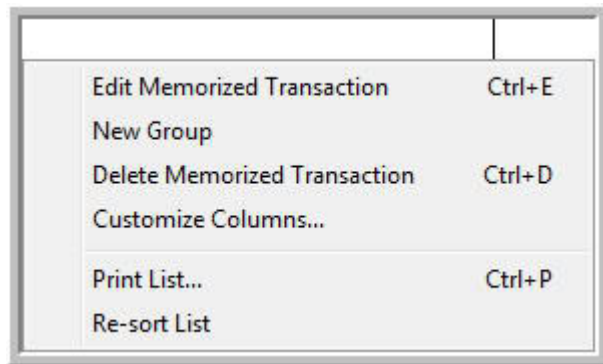 Edit Memorized Transaction Ctrl+E
New Group
Delete Memorized Transaction Ctrl+D
Customize Columns...
Print List... Ctrl+P
Re-sort List